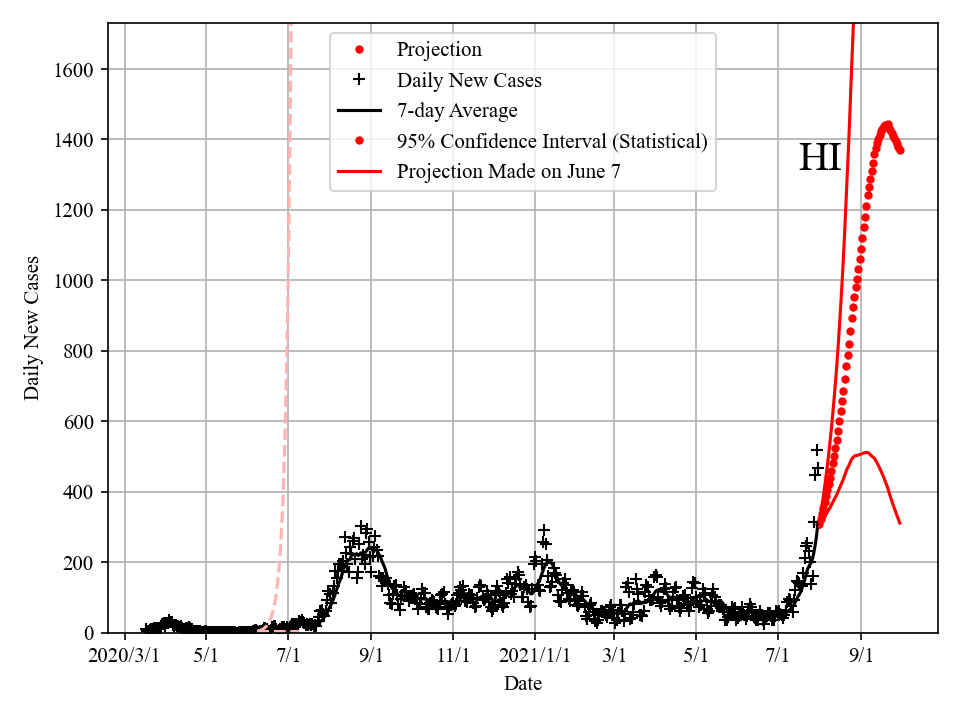 Projection
Daily New Cases
7-day Average
95% Confidence Interval (Statistical)
Projection Made on June 7
HI
1600
1400
1200
1000
800
600
400
200
0
Daily New Cases
2020/3/1 5/1 7/1 9/1 11/1 2021/1/1 3/1 5/1 7/1 9/1
Date